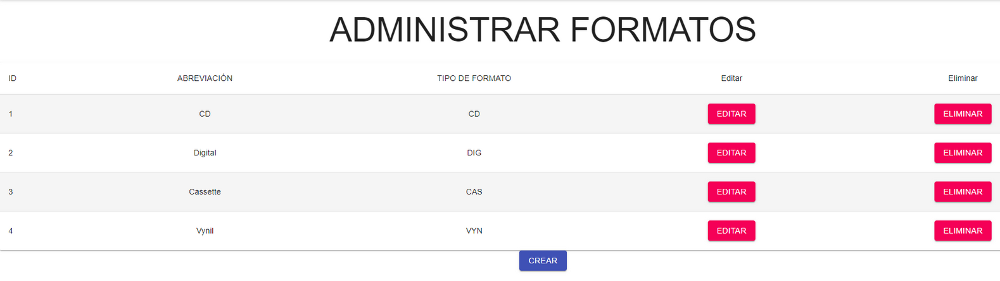 ADMINISTRAR FORMATOS
ID ABREVIACIÓN TIPO DE FORMATO Editar Eliminar
1 CD CD EDITAR ELIMINAR
2 Digital DIG EDITAR ELIMINAR
3 Cassette CAS EDITAR ELIMINAR
4 Vynil VYN EDITAR ELIMINAR
CREAR